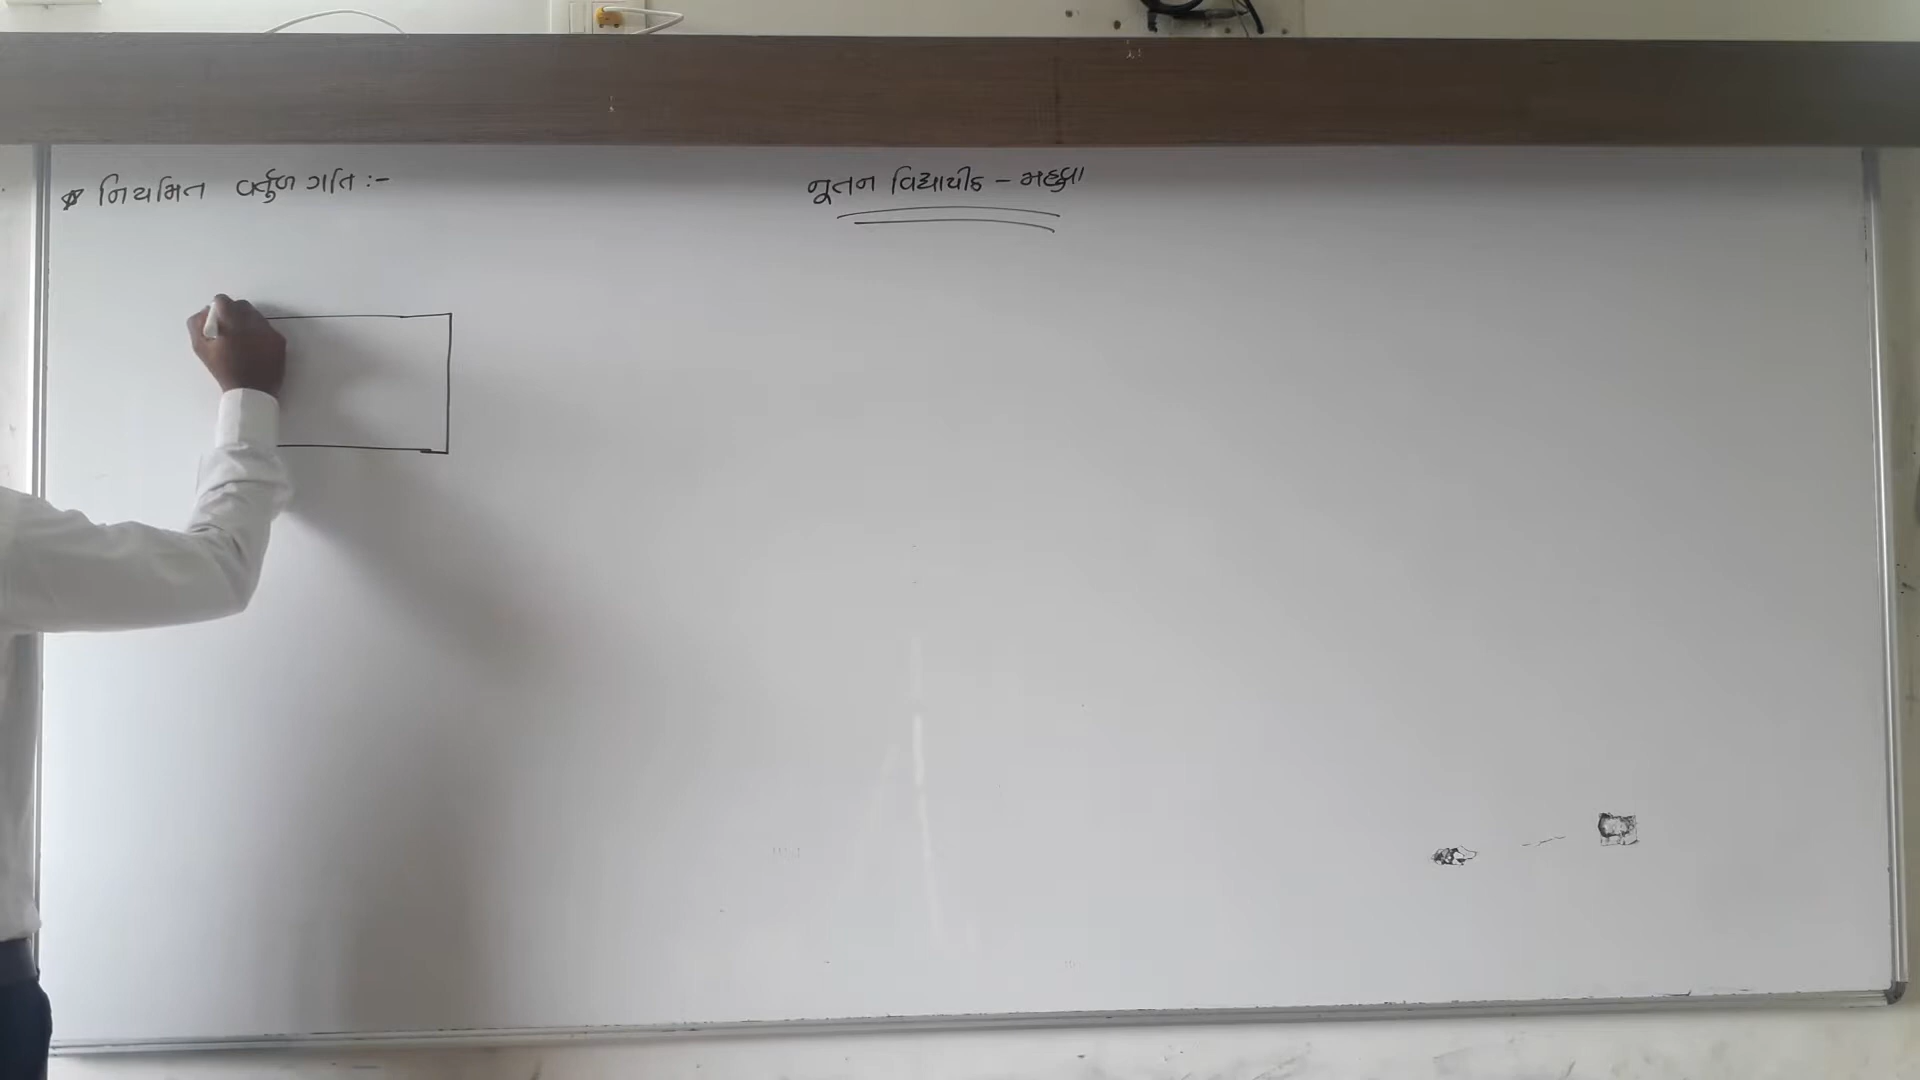 * નિયમિત વર્તુળ ગતિ :-
નૂતન વિદ્યાપીઠ - મહુવા